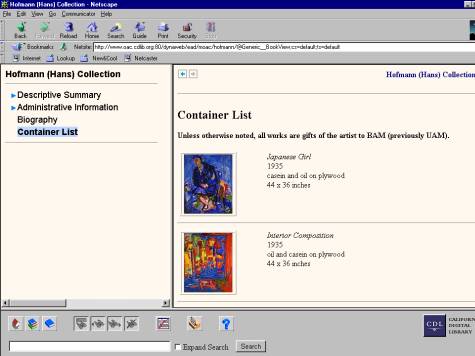 Hofmann (Hans) Collection - Netscape
File Edit View Go Communicator Help
Back Forward Reload Home Search Guide Print Security Stop
Bookmarks Netsite: http://www.oac.cdlib.org:80/dynaweb/ead/moac/hofmann/@Generic__BookView;cs=default;ts=default
Internet Lookup New&Cool Netcaster
Hofmann (Hans) Collection
Descriptive Summary
Administrative Information
Biography
Container List
Hofmann (Hans) Collection
Container List
Unless otherwise noted, all works are gifts of the artist to BAM (previously UAM).
Japanese Girl
1935
casein and oil on plywood
44 x 36 inches
Interior Composition
1935
oil and casein on plywood
44 x 36 inches
CDL
DIGITAL
LIBRARY
Expand Search
Search